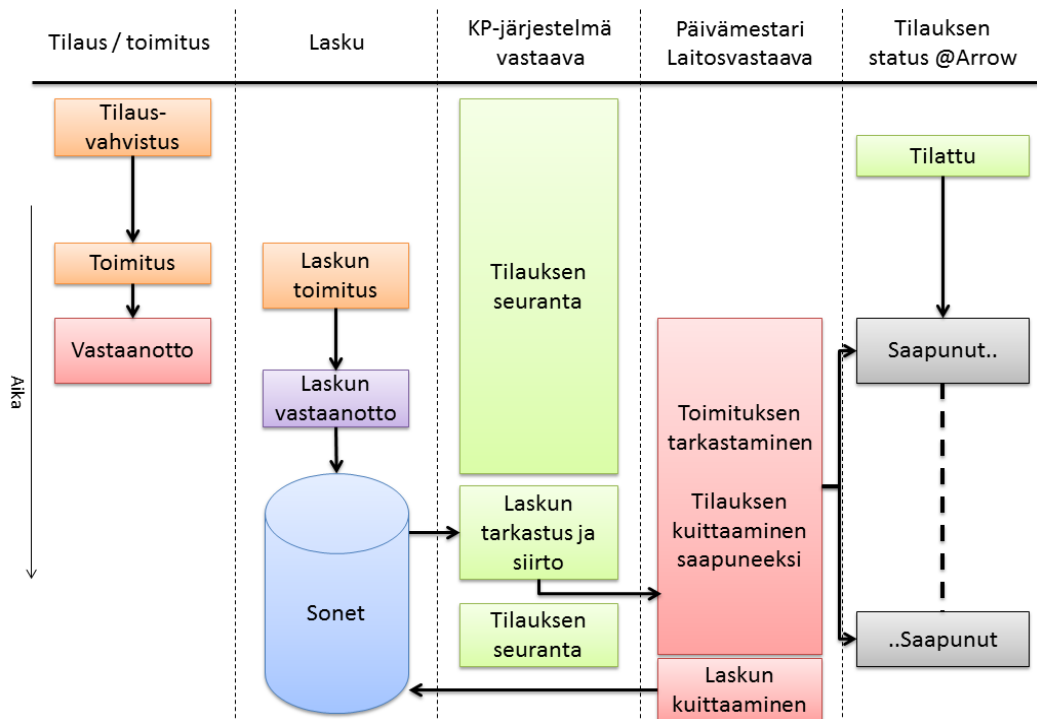 Tilaus / toimitus
Lasku
KP-järjestelmä
vastaava
Päivämestari
Laitosvastaava
Tilauksen
status @Arrow
Tilaus-
vahvistus
Tilattu
Toimitus
Laskun
toimitus
Tilauksen
seuranta
Vastaanotto
Saapunut..
Aika
Laskun
vastaanotto
Toimituksen
tarkastaminen
Tilauksen
kuittaaminen
saapuneeksi
Laskun
tarkastus ja
siirto
Sonet
Tilauksen
seuranta
..Saapunut
Laskun
kuittaaminen